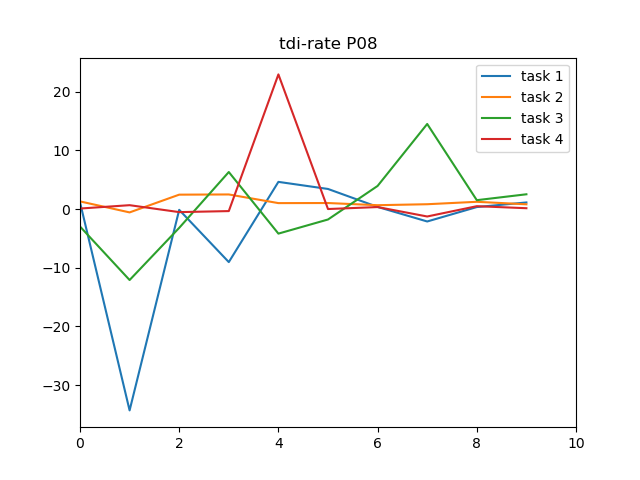 tdi-rate P08
task 1
task 2
task 3
task 4
20
10
0
−10
−20
−30
0 2 4 6 8 10